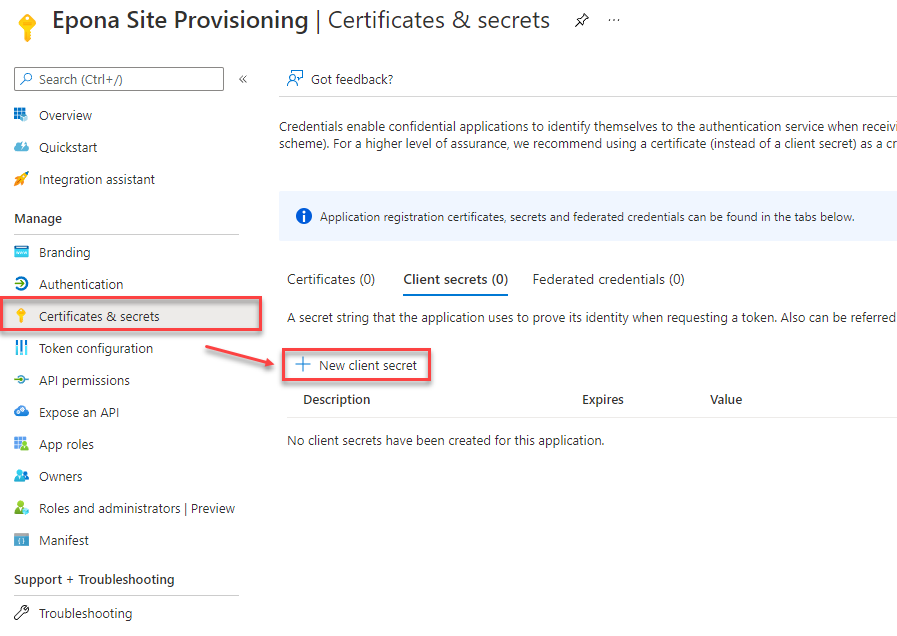 Epona Site Provisioning | Certificates & secrets
Search (Ctrl+/)
Overview
Quickstart
Integration assistant
Manage
Branding
Authentication
Certificates & secrets
Token configuration
API permissions
Expose an API
App roles
Owners
Roles and administrators | Preview
Manifest
Support + Troubleshooting
Troubleshooting
Got feedback?
Credentials enable confidential applications to identify themselves to the authentication service when
scheme). For a higher level of assurance, we recommend using a certificate (instead of a client secret) as a
Application registration certificates, secrets and federated credentials can be found in the tabs below.
Certificates (0) Client secrets (0) Federated credentials (0)
A secret string that the application uses to prove its identity when requesting a token. Also can be referred
New client secret
Description Expires Value
No client secrets have been created for this application.